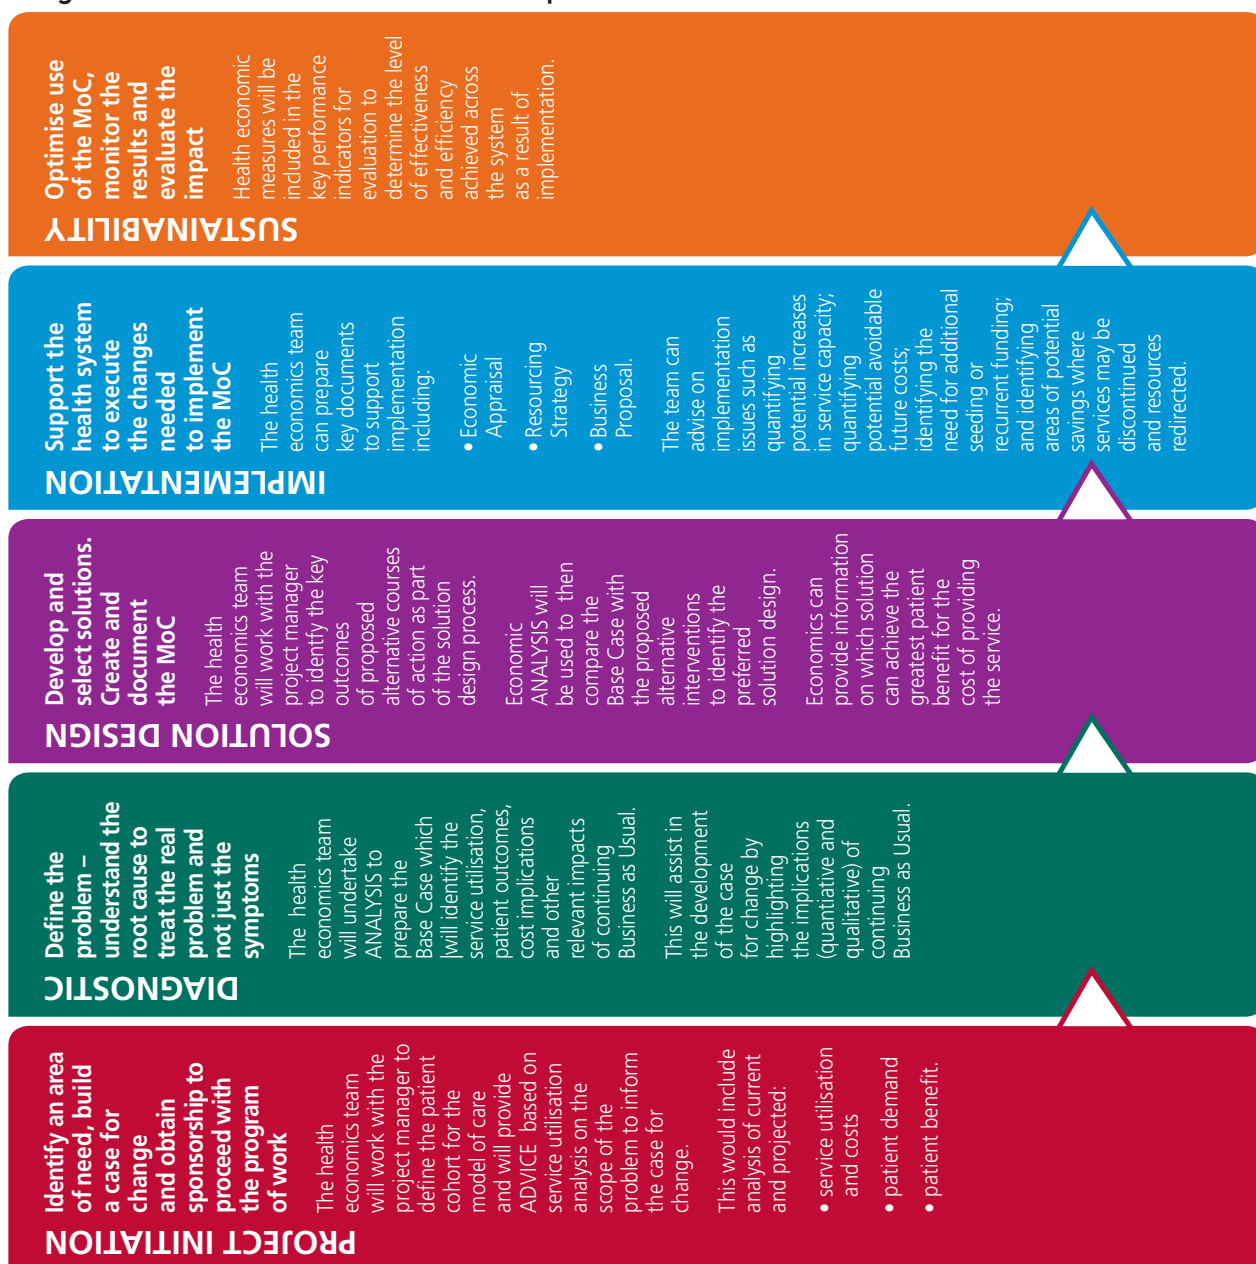 PROJECT INITIATION
Identify an area
of need, build
a case for
change
and obtain
sponsorship to
proceed with
the program
of work
The health
economics team
will work with the
project manager to
define the patient
cohort for the
model of care
and will provide
ADVICE based on
service utilisation
analysis on the
scope of the
problem to inform
the case for
change.
This would include
analysis of current
and projected:
• service utilisation
and costs
• patient demand
• patient benefit.
DIAGNOSTIC
Define the
problem –
understand the
root cause to
treat the real
problem and
not just the
symptoms
The health
economics team
will undertake
ANALYSIS to
prepare the
Base Case which
|will identify the
service utilisation,
patient outcomes,
cost implications
and other
relevant impacts
of continuing
Business as Usual.
This will assist in
the development
of the case
for change by
highlighting
the implications
(quantiative and
qualitative) of
continuing
Business as Usual.
SOLUTION DESIGN
Develop and
select solutions.
Create and
document
the MoC
The health
economics team
will work with the
project manager
to identfy the key
outcomes
of proposed
alternative courses
of action as part
of the solution
design process.
Economic
ANALYSIS will
be used to then
compare the
Base Case with
the proposed
alternative
interventions
to identify the
preferred
solution design.
Economics can
provide information
on which solution
can achieve the
greatest patient
benefit for the
cost of providing
the service.
IMPLEMENTATION
Support the
health system
to execute
the changes
needed
to implement
the MoC
The health
economics team
can prepare
key documents
to support
implementation
including:
• Economic
Appraisal
• Resourcing
Strategy
• Business
Proposal.
The team can
advise on
implementation
issues such as
quantifying
potential increases
in service capacity;
quantifying
potential avoidable
future costs;
identifying the
need for additional
seeding or
recurrent funding;
and identifying
areas of potential
savings where
services may be
discontinued
and resources
redirected.
SUSTAINABILITY
Optimise use
of the MoC,
monitor the
results and
evaluate the
impact
Health economic
measures will be
included in the
key performance
indicators for
evaluation to
determine the level
of effectiveness
and efficiency
achieved across
the system
as a result of
implementation.